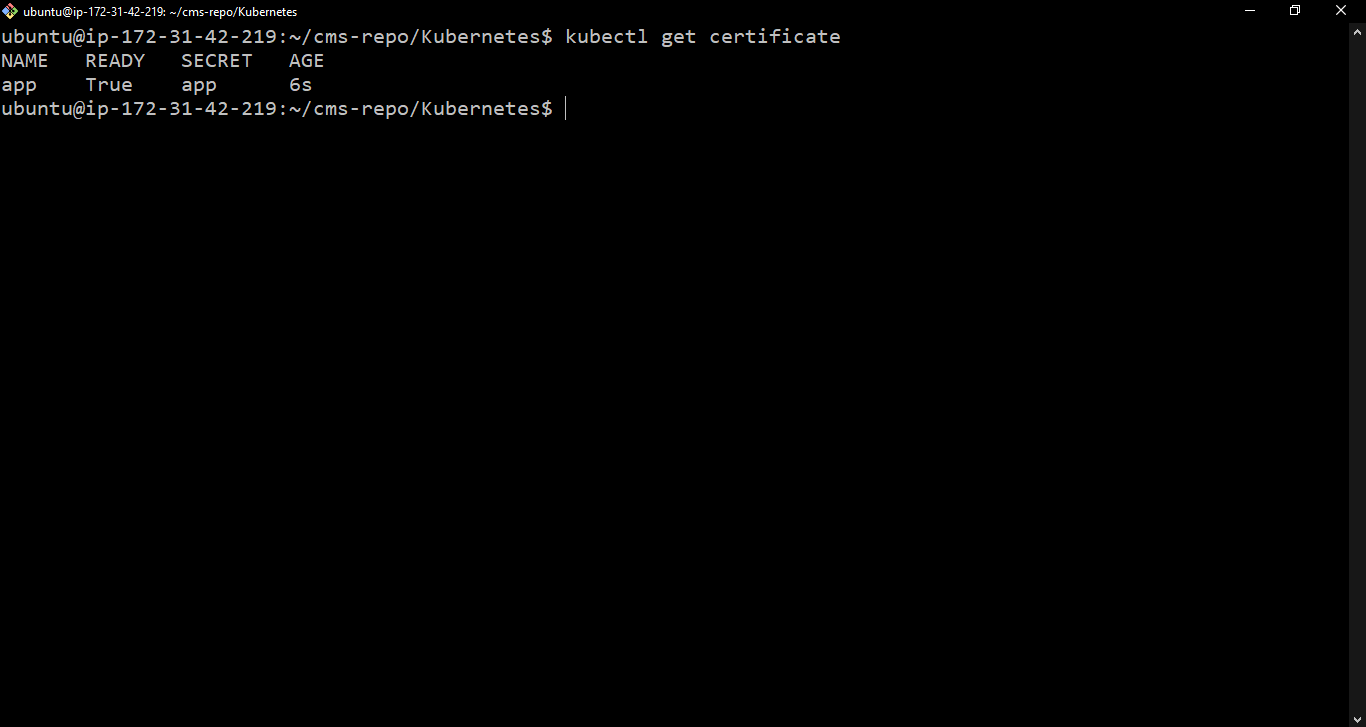 ubuntu@ip-172-31-42-219: ~/cms-repo/Kubernetes
ubuntu@ip-172-31-42-219:~/cms-repo/Kubernetes$ kubectl get certificate
NAME   READY   SECRET   AGE
app    True    app      6s
ubuntu@ip-172-31-42-219:~/cms-repo/Kubernetes$